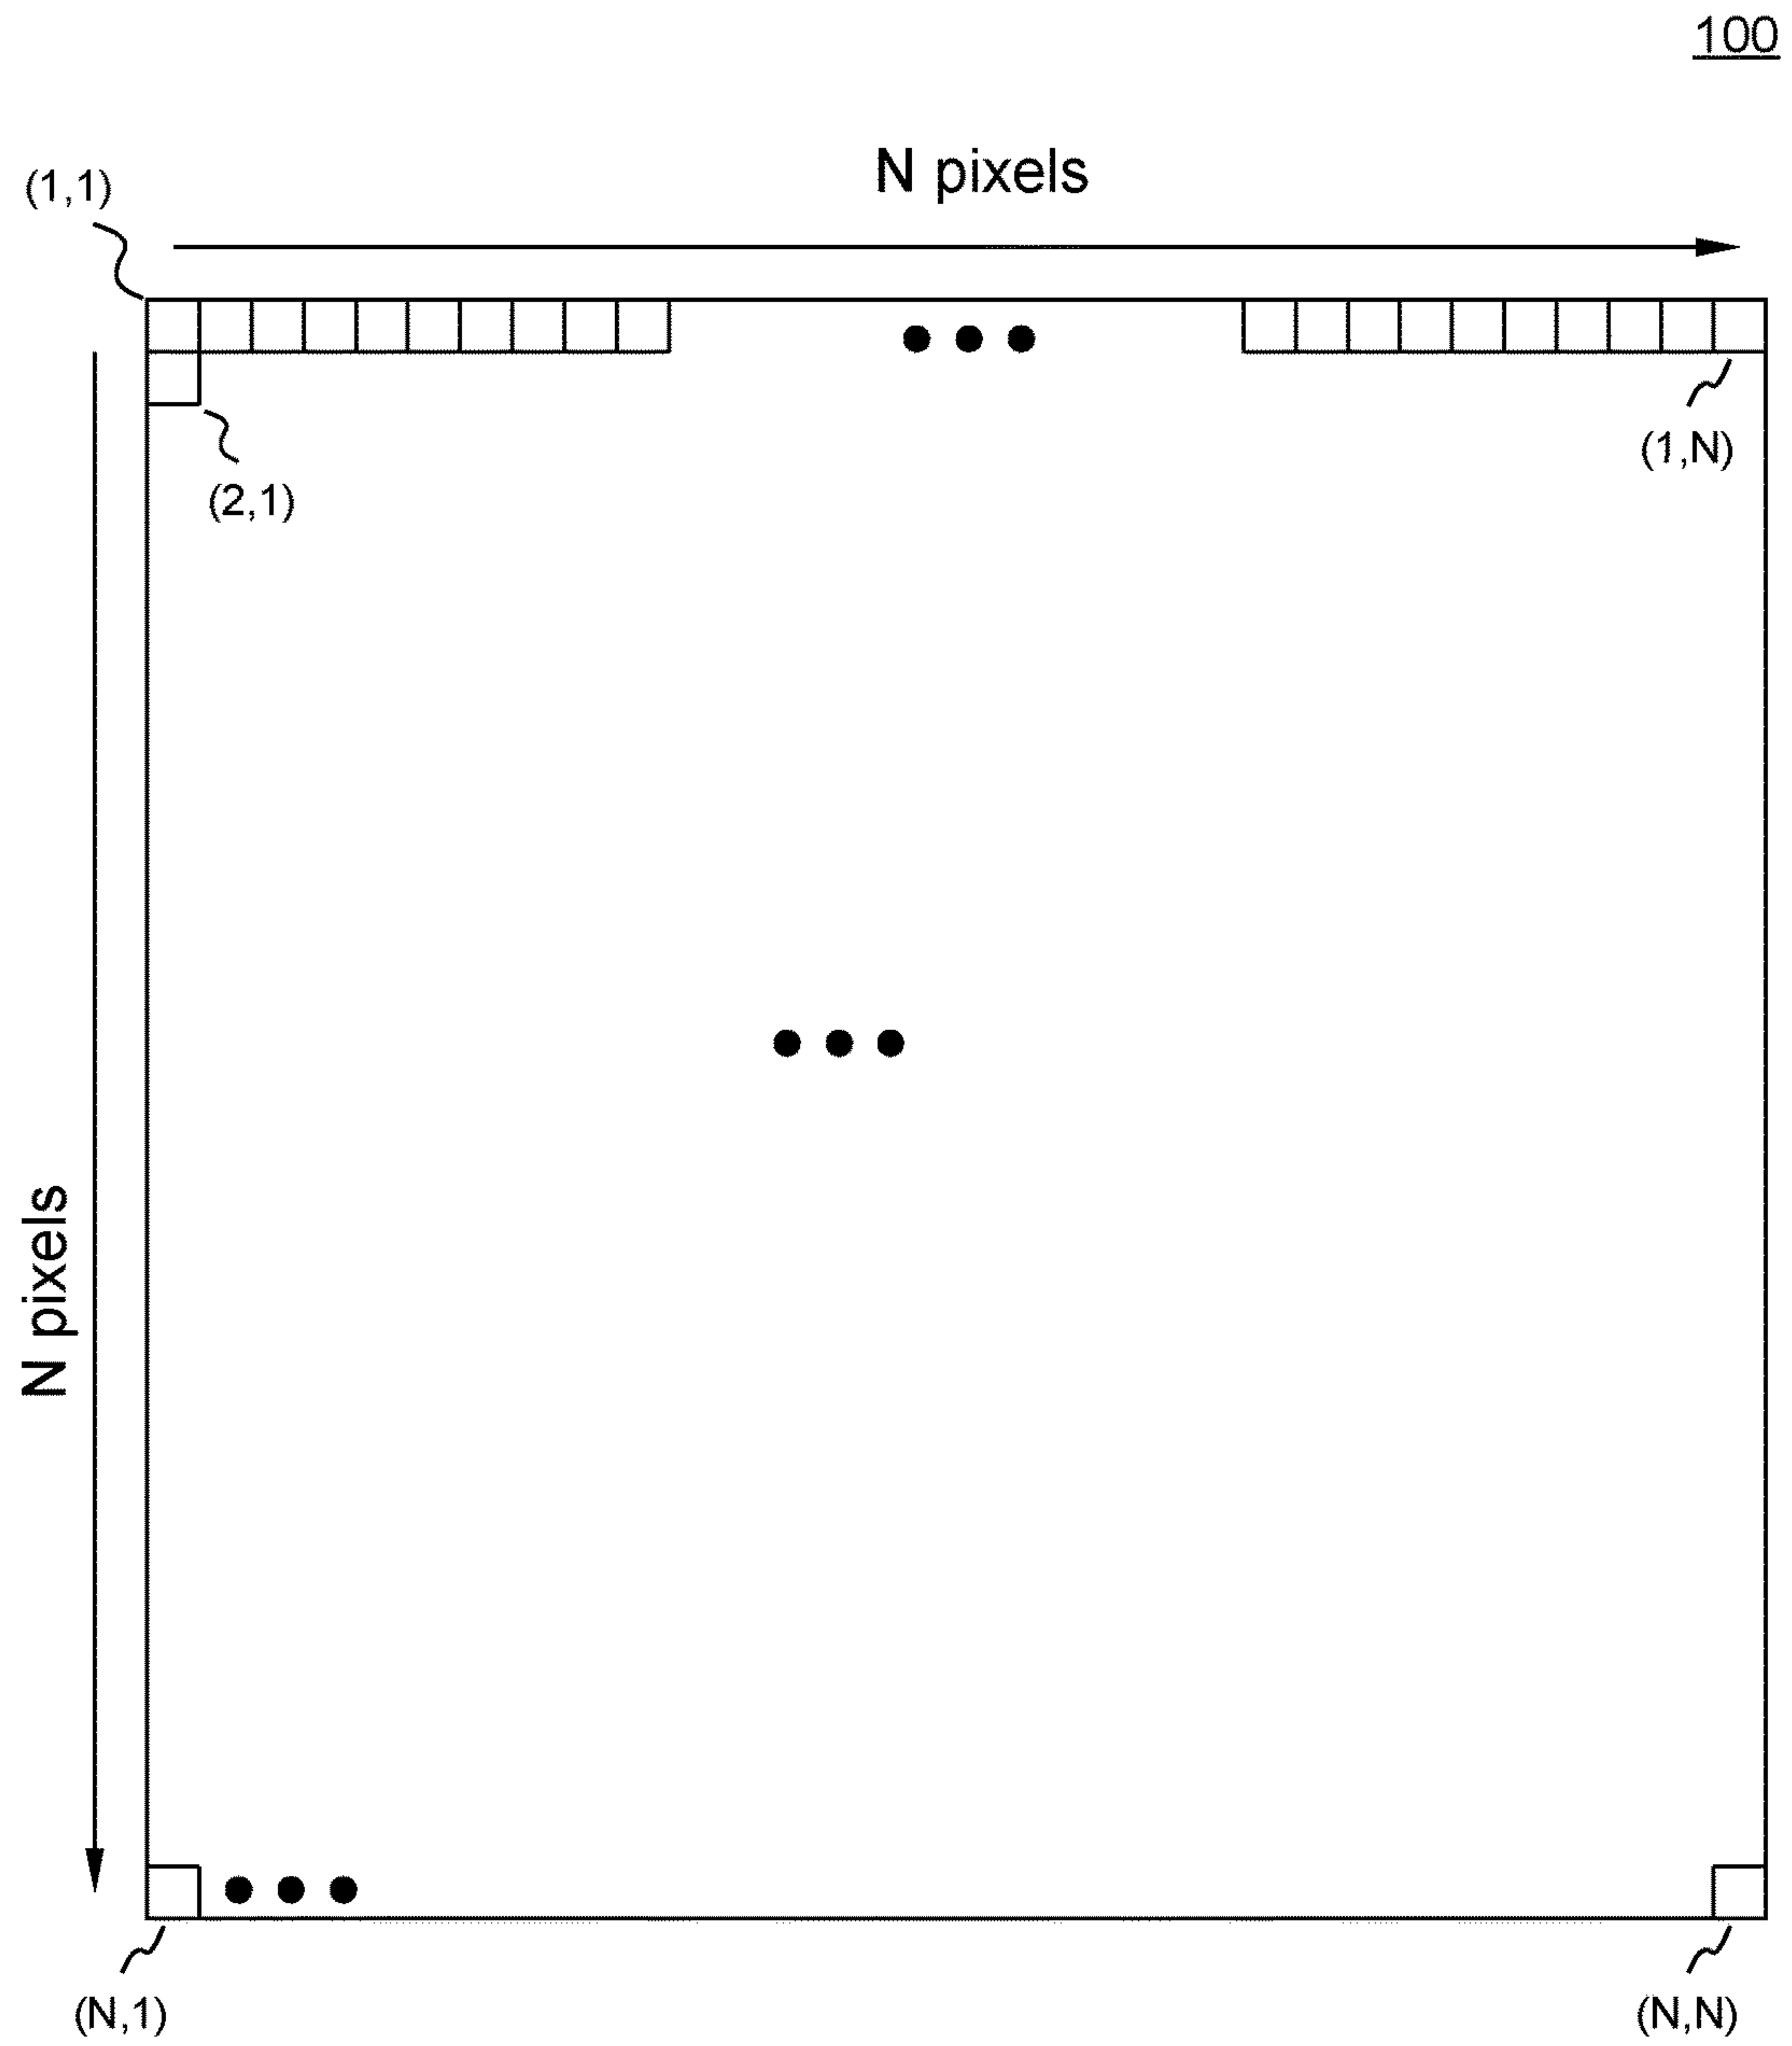 100
N pixels
(1,1)
(1,N)
(2,1)
N pixels
(N,1)
(N,N)